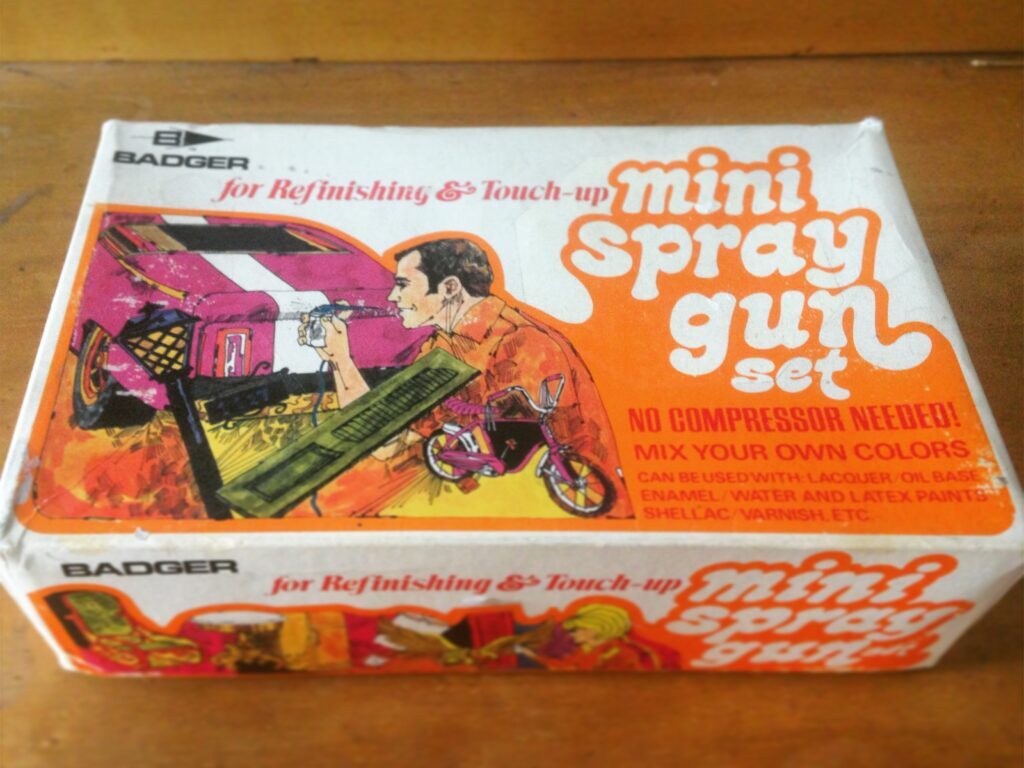 BADGER
for Refinishing & Touch-up
mini
spray
gun
set
NO COMPRESSOR NEEDED!
MIX YOUR OWN COLORS
CAN BE USED WITH: LACQUER/OIL BASE
ENAMEL/WATER AND LATEX PAINTS
SHELLAC/VARNISH, ETC.
BADGER
for Refinishing & Touch-up
mini
spray
gun set